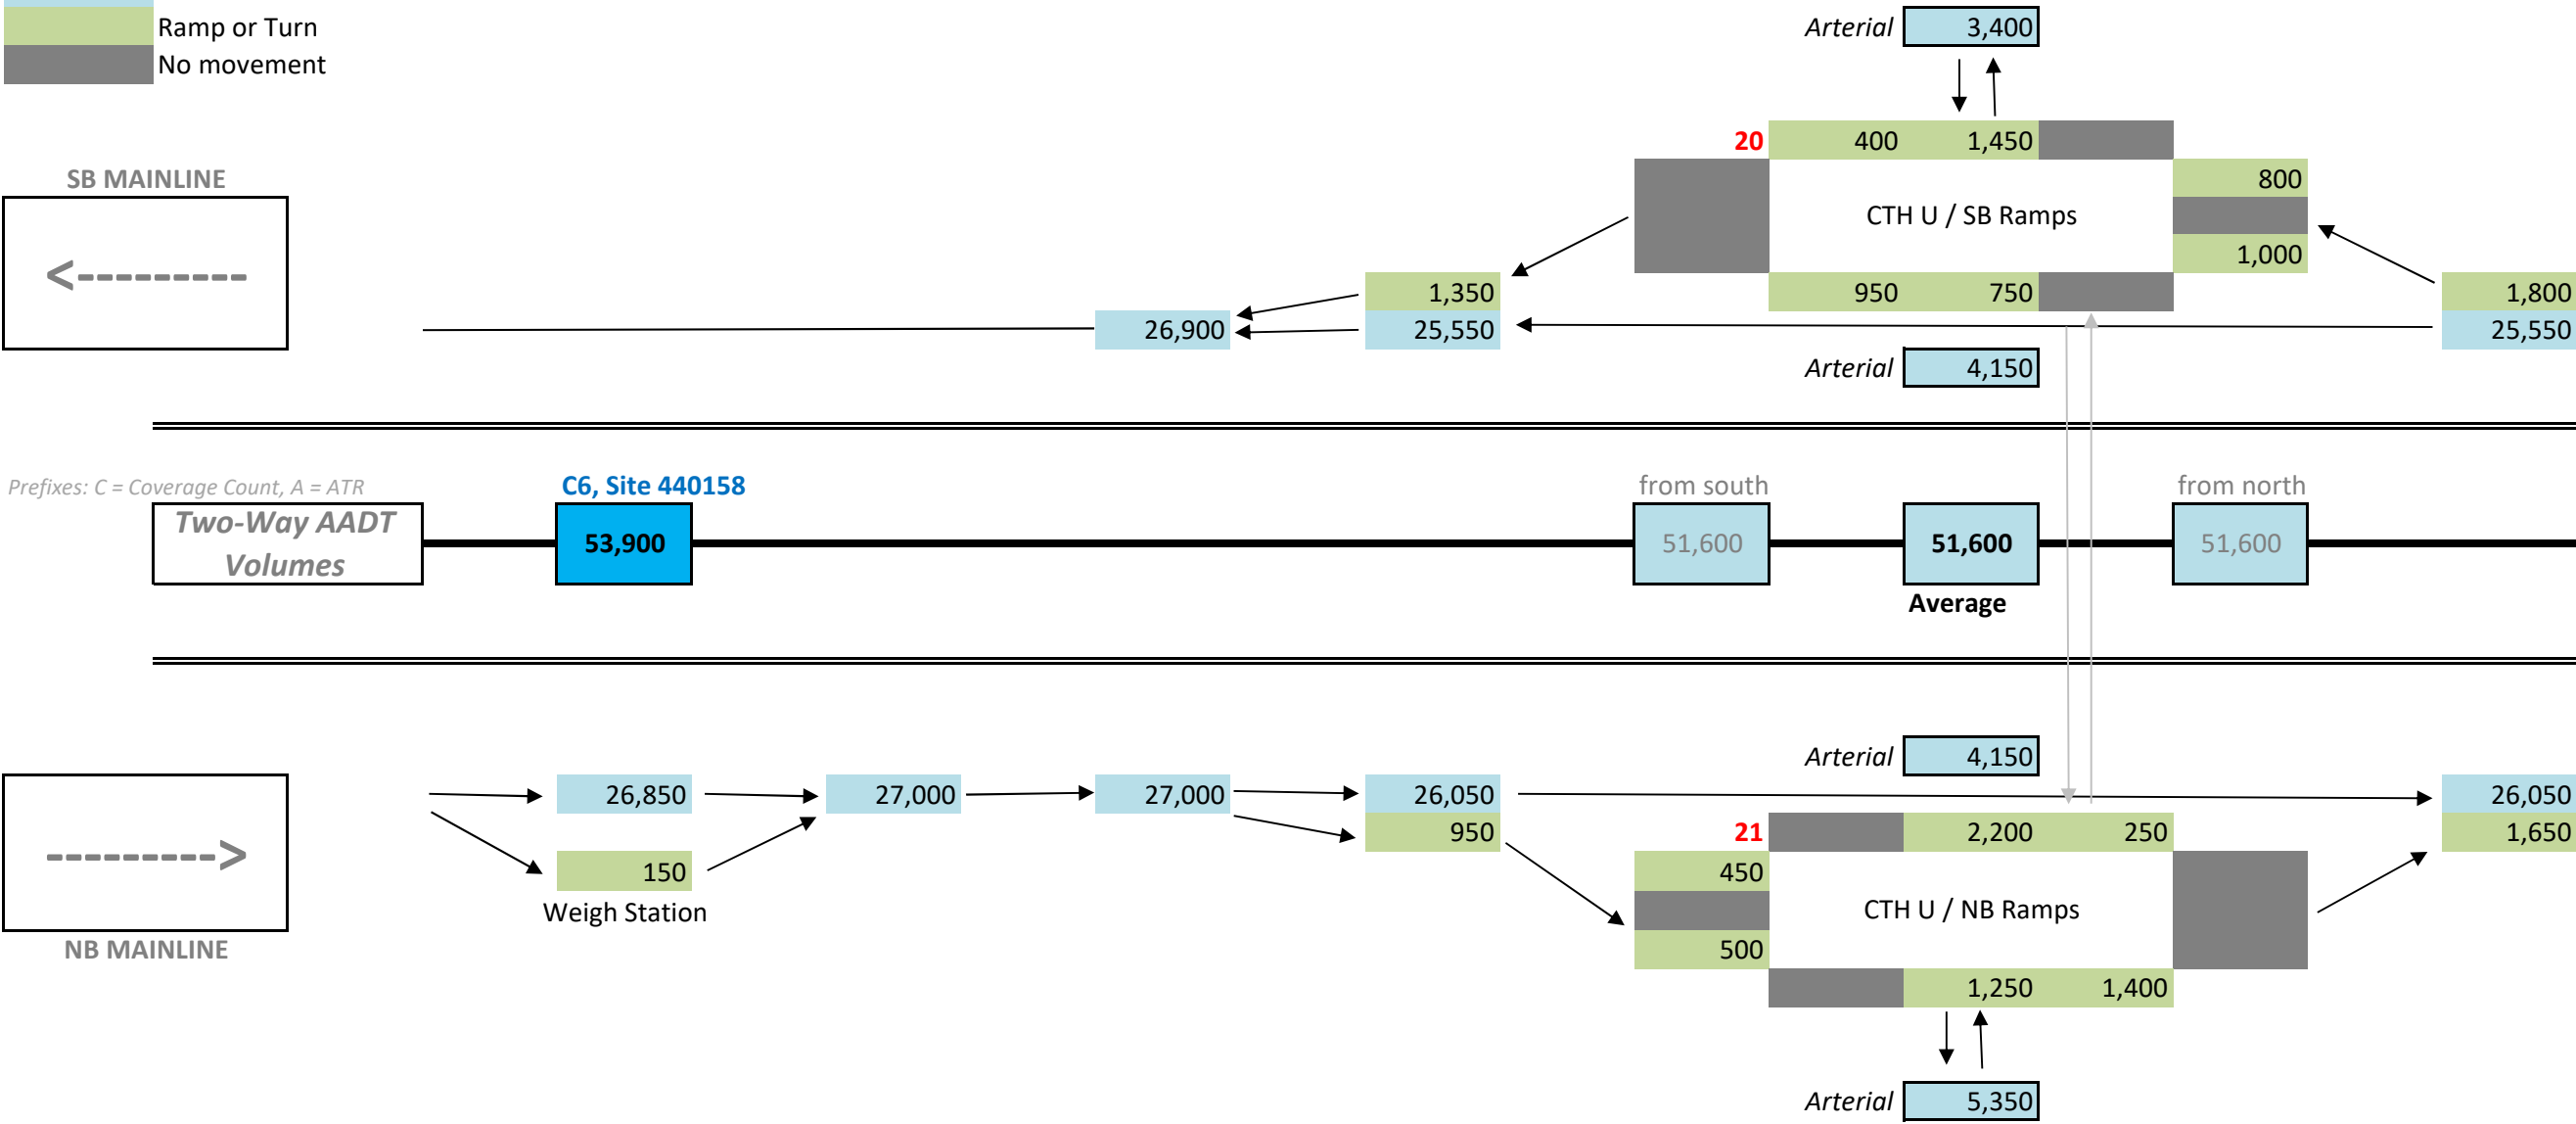 Ramp or Turn
No movement
Arterial 3,400
20 400 1,450
SB MAINLINE
800
CTH U / SB Ramps
<---------
1,000
1,350
950 750
1,800
26,900
25,550
25,550
Arterial 4,150
Prefixes: C = Coverage Count, A = ATR
C6, Site 440158
from south
from north
Two-Way AADT
Volumes
53,900
51,600
51,600
51,600
Average
Arterial 4,150
26,850
27,000
27,000
26,050
26,050
950
21
2,200 250
1,650
--------->
150
450
Weigh Station
CTH U / NB Ramps
NB MAINLINE
500
1,250 1,400
Arterial 5,350